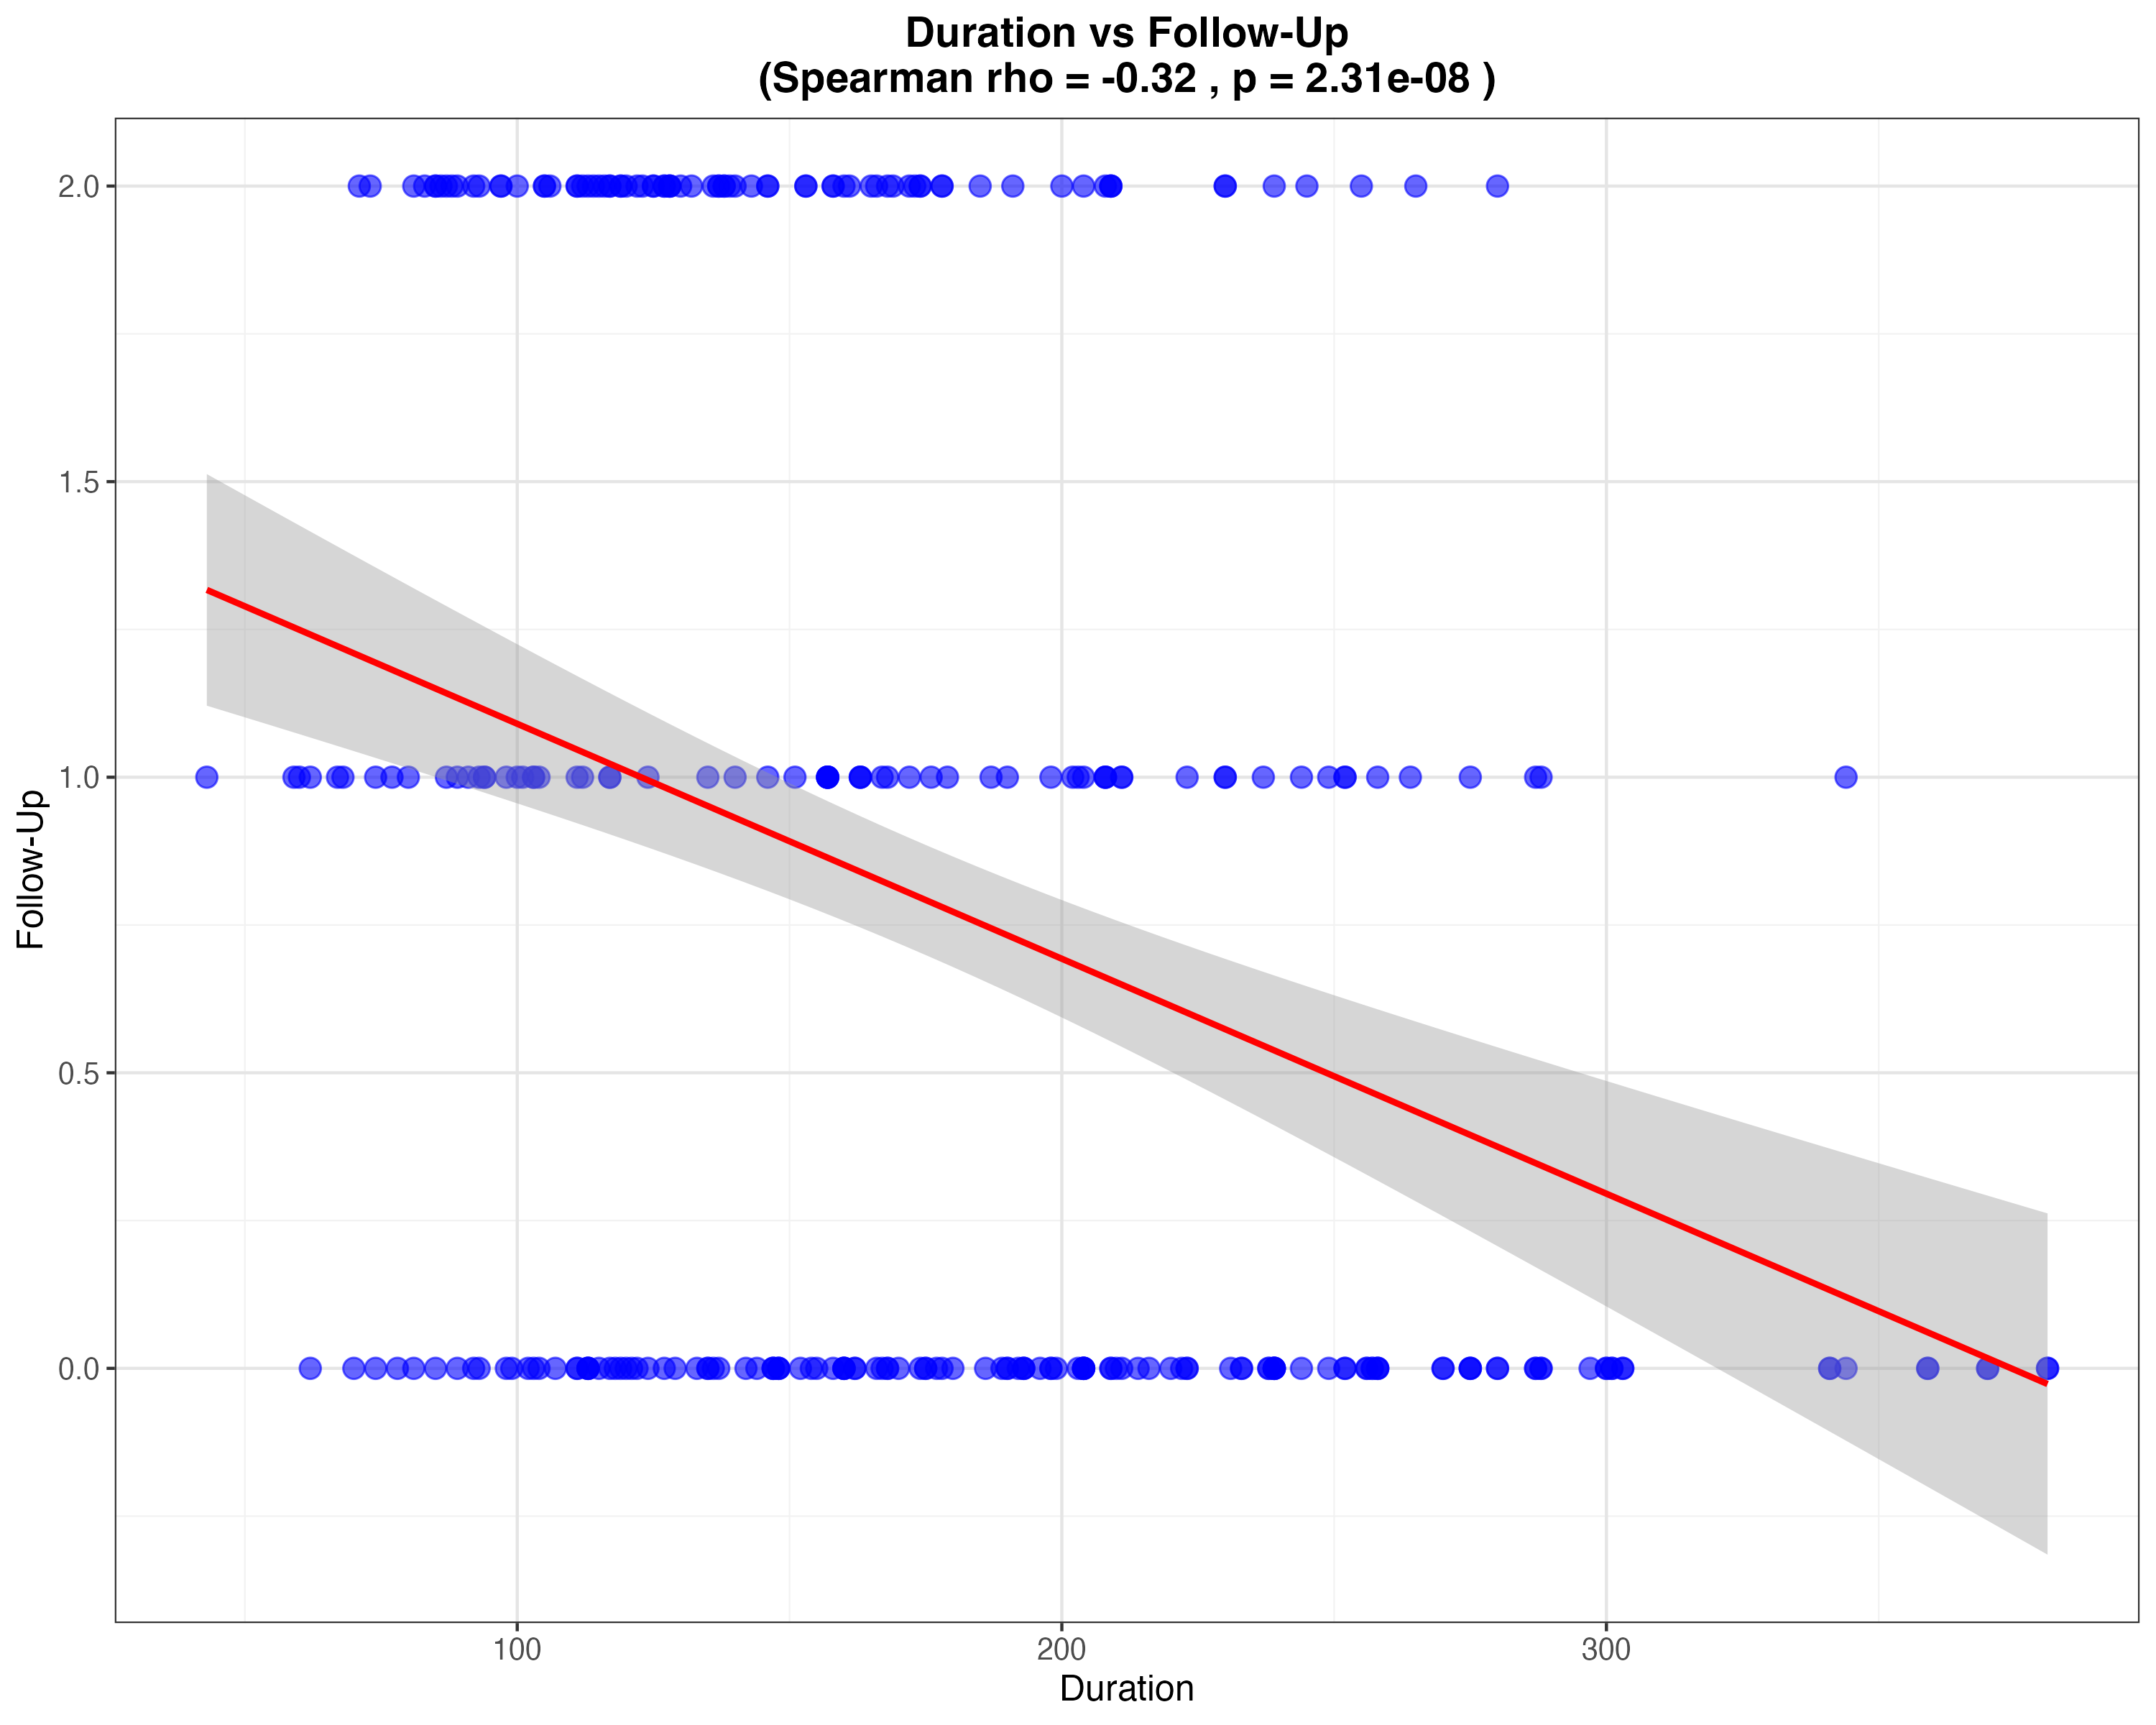 Duration vs Follow-Up
(Spearman rho = -0.32 , p = 2.31e-08 )
2.0
1.5
1.0
0.5
0.0
Follow-Up
100 200 300
Duration